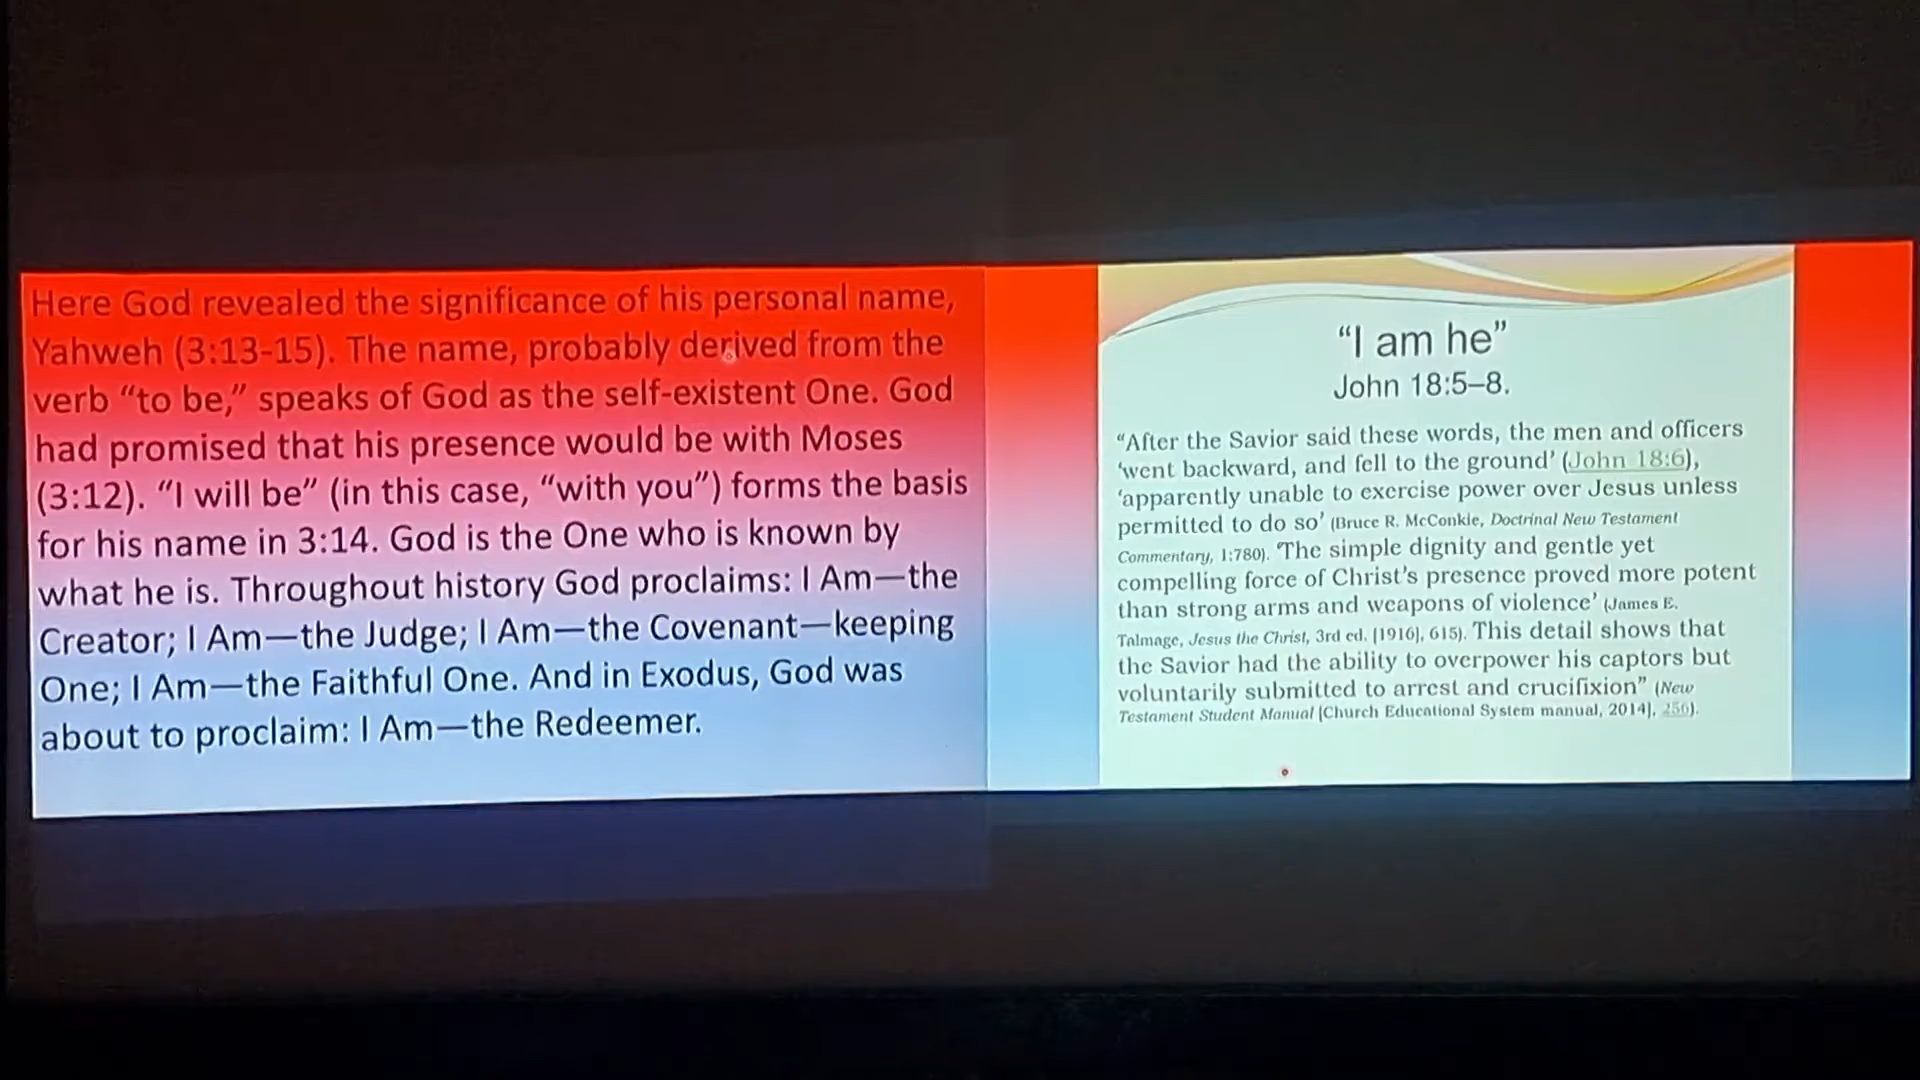 Here God revealed the significance of his personal name,
Yahweh (3:13-15). The name, probably derived from the
verb “to be,” speaks of God as the self-existent One. God
had promised that his presence would be with Moses
(3:12). “I will be” (in this case, “with you”) forms the basis
for his name in 3:14. God is the One who is known by
what he is. Throughout history God proclaims: I Am—the
Creator; I Am—the Judge; I Am—the Covenant—keeping
One; I Am—the Faithful One. And in Exodus, God was
about to proclaim: I Am—the Redeemer.
“I am he”
John 18:5–8.
“After the Savior said these words, the men and officers
‘went backward, and fell to the ground’ (John 18:6),
‘apparently unable to exercise power over Jesus unless
permitted to do so’ (Bruce R. McConkie, Doctrinal New Testament
Commentary, 1:780). ‘The simple dignity and gentle yet
compelling force of Christ’s presence proved more potent
than strong arms and weapons of violence’ (James E.
Talmage, Jesus the Christ, 3rd ed. [1916], 615). This detail shows that
the Savior had the ability to overpower his captors but
voluntarily submitted to arrest and crucifixion” (New
Testament Student Manual [Church Educational System manual, 2014], 256).